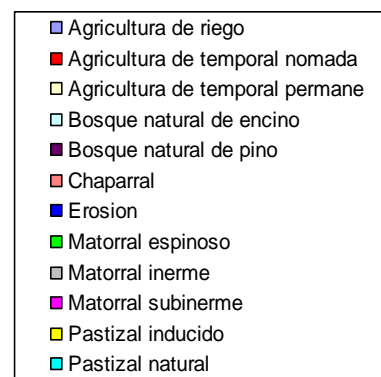 Agricultura de riego
Agricultura de temporal nomada
Agricultura de temporal permane
Bosque natural de encino
Bosque natural de pino
Chaparral
Erosion
Matorral espinoso
Matorral inerme
Matorral subinerme
Pastizal inducido
Pastizal natural